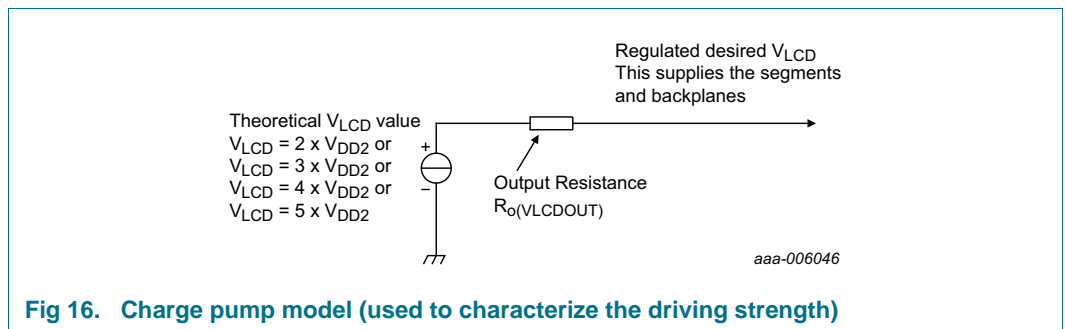 Regulated desired VLCD
This supplies the segments
and backplanes
Theoretical VLCD value
VLCD = 2 x VDD2 or
VLCD = 3 x VDD2 or
VLCD = 4 x VDD2 or
VLCD = 5 x VDD2
+
−
Output Resistance
Ro(VLCDOUT)
aaa-006046
Fig 16. Charge pump model (used to characterize the driving strength)